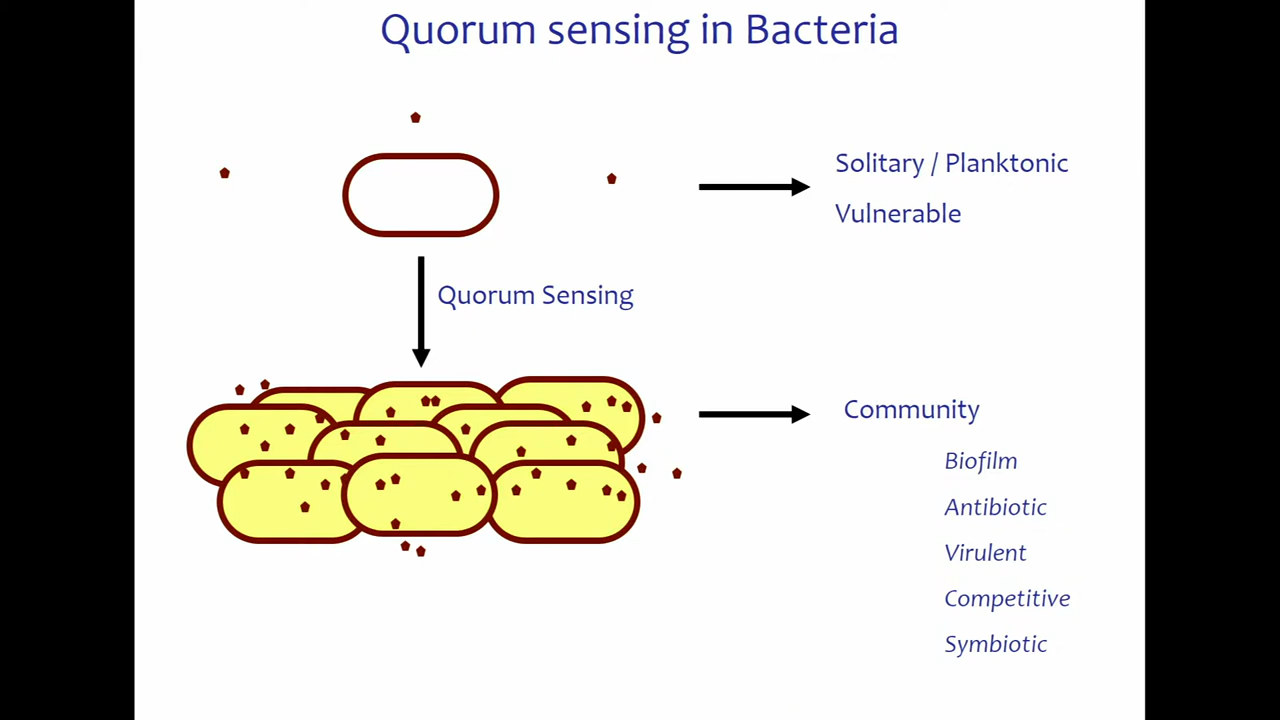 Quorum sensing in Bacteria
Solitary / Planktonic
Vulnerable
Quorum Sensing
Community
Biofilm
Antibiotic
Virulent
Competitive
Symbiotic